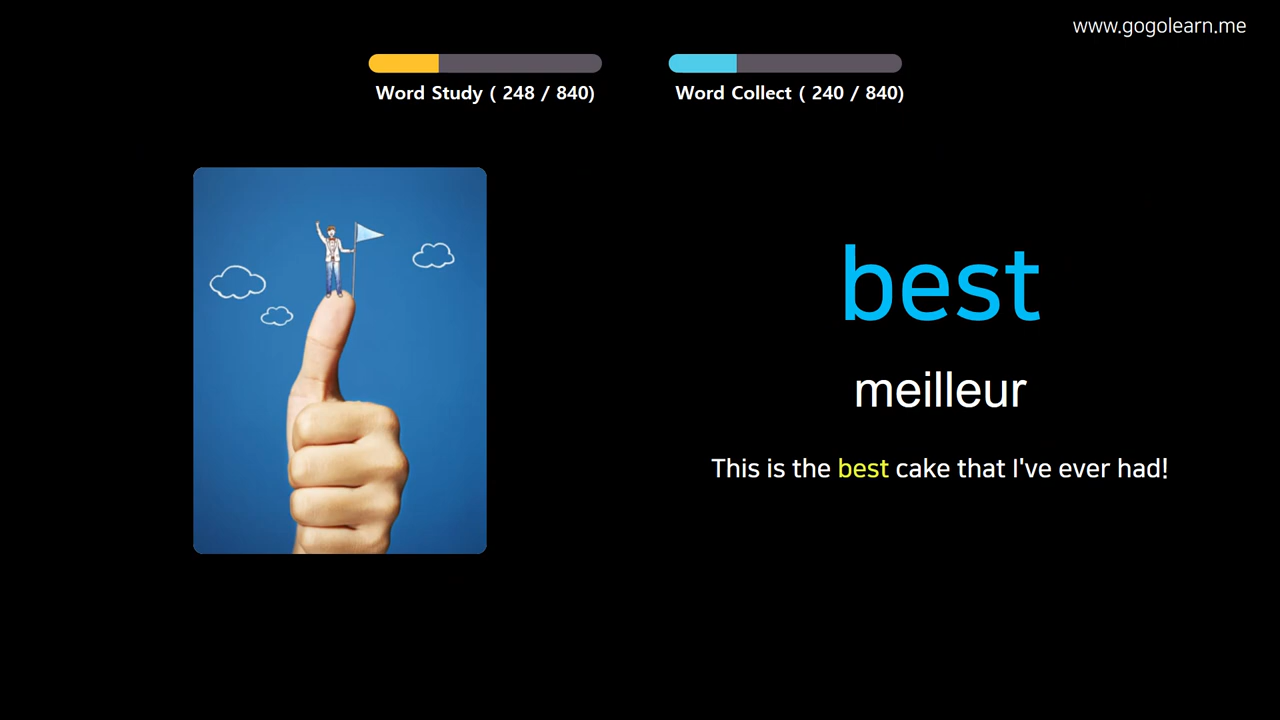 www.gogolearn.me
Word Study ( 248 / 840)
Word Collect ( 240 / 840)
best
meilleur
This is the best cake that I've ever had!